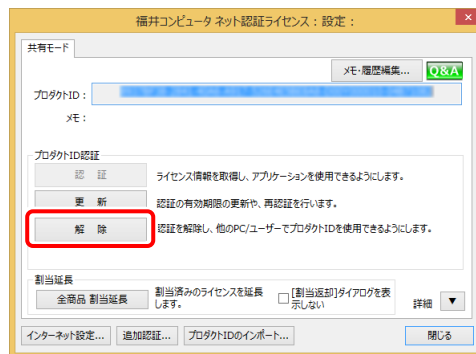 福井コンピュータ ネット認証ライセンス：設定：
共有モード
メモ・履歴編集... Q&A
プロダクトID：
メモ：
プロダクトID認証
認 証 ライセンス情報を取得し、アプリケーションを使用できるようにします。
更 新 認証の有効期限の更新や、再認証を行います。
解 除 認証を解除し、他のPC/ユーザーでプロダクトIDを使用できるようにします。
割当延長
全商品 割当延長 割当済みのライセンスを延長 [割当返却]ダイアログを表
します。 示しない 詳細 ▼
インターネット設定... 追加認証... プロダクトIDのインポート... 閉じる